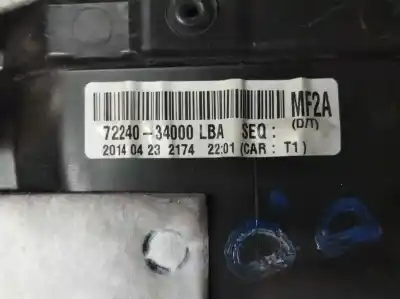 MF2A
72240-34000 LBA SEQ : (D/T)
2014 04 23 2174 22:01 (CAR : T1)